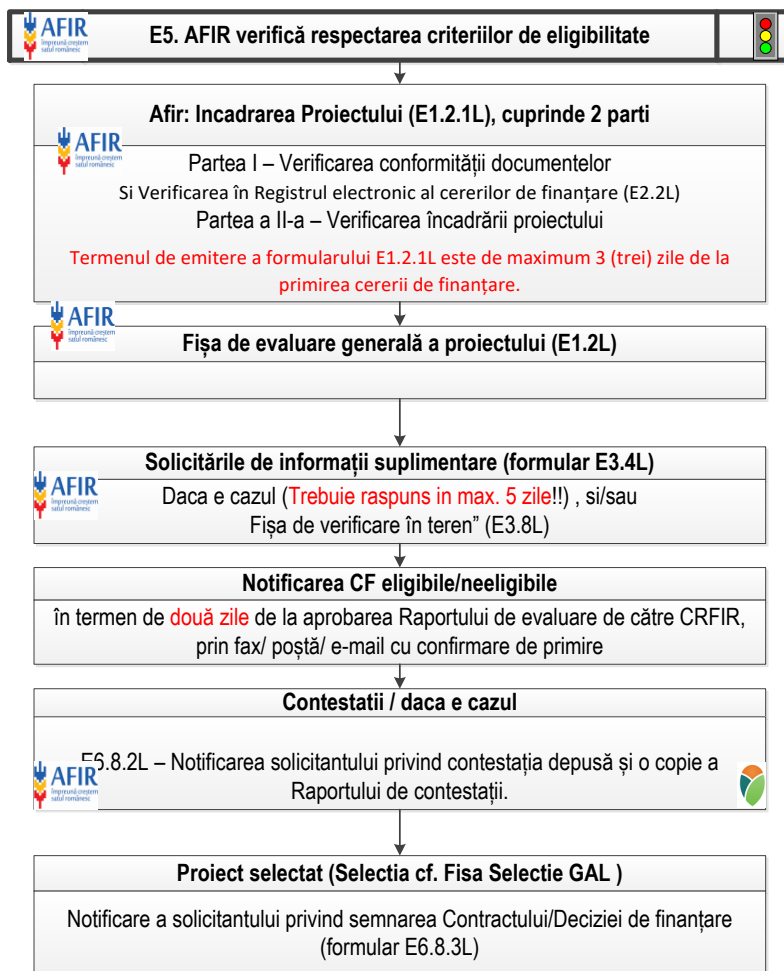 AFIR
împreună creștem
satul românesc
E5. AFIR verifică respectarea criteriilor de eligibilitate
Afir: Incadrarea Proiectului (E1.2.1L), cuprinde 2 parti
AFIR
împreună creștem
satul românesc
Partea I – Verificarea conformității documentelor
Si Verificarea în Registrul electronic al cererilor de finanțare (E2.2L)
Partea a II-a – Verificarea încadrării proiectului
Termenul de emitere a formularului E1.2.1L este de maximum 3 (trei) zile de la
primirea cererii de finanțare.
AFIR
împreună creștem
satul românesc
Fișa de evaluare generală a proiectului (E1.2L)
Solicitările de informații suplimentare (formular E3.4L)
AFIR
împreună creștem
satul românesc
Daca e cazul (Trebuie raspuns in max. 5 zile!!) , si/sau
Fișa de verificare în teren” (E3.8L)
Notificarea CF eligibile/neeligibile
în termen de două zile de la aprobarea Raportului de evaluare de către CRFIR,
prin fax/ poștă/ e-mail cu confirmare de primire
Contestatii / daca e cazul
E6.8.2L – Notificarea solicitantului privind contestația depusă și o copie a
Raportului de contestații.
AFIR
împreună creștem
satul românesc
Proiect selectat (Selectia cf. Fisa Selectie GAL )
Notificare a solicitantului privind semnarea Contractului/Deciziei de finanțare
(formular E6.8.3L)